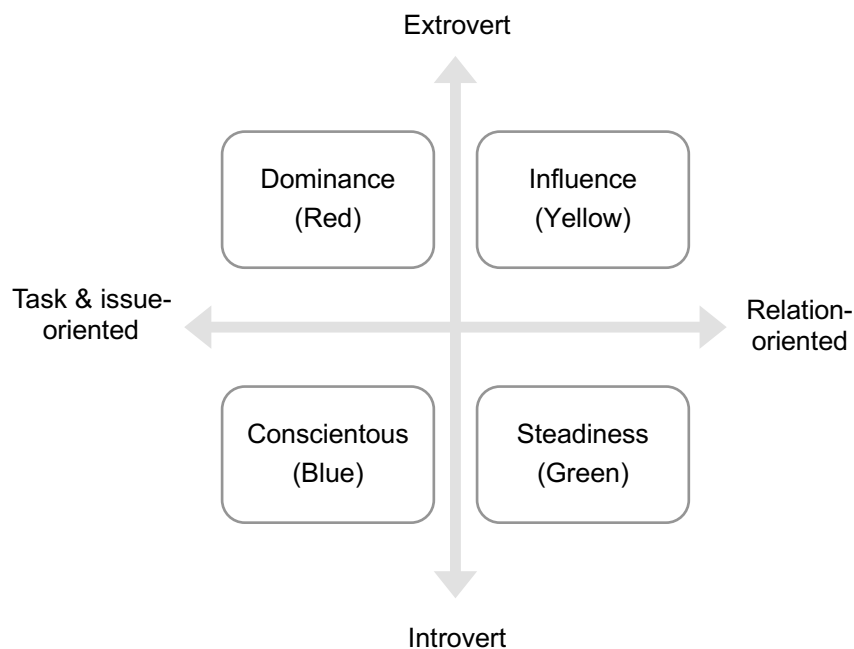 Extrovert
Dominance
(Red)
Influence
(Yellow)
Task & issue-
oriented
Relation-
oriented
Conscientous
(Blue)
Steadiness
(Green)
Introvert